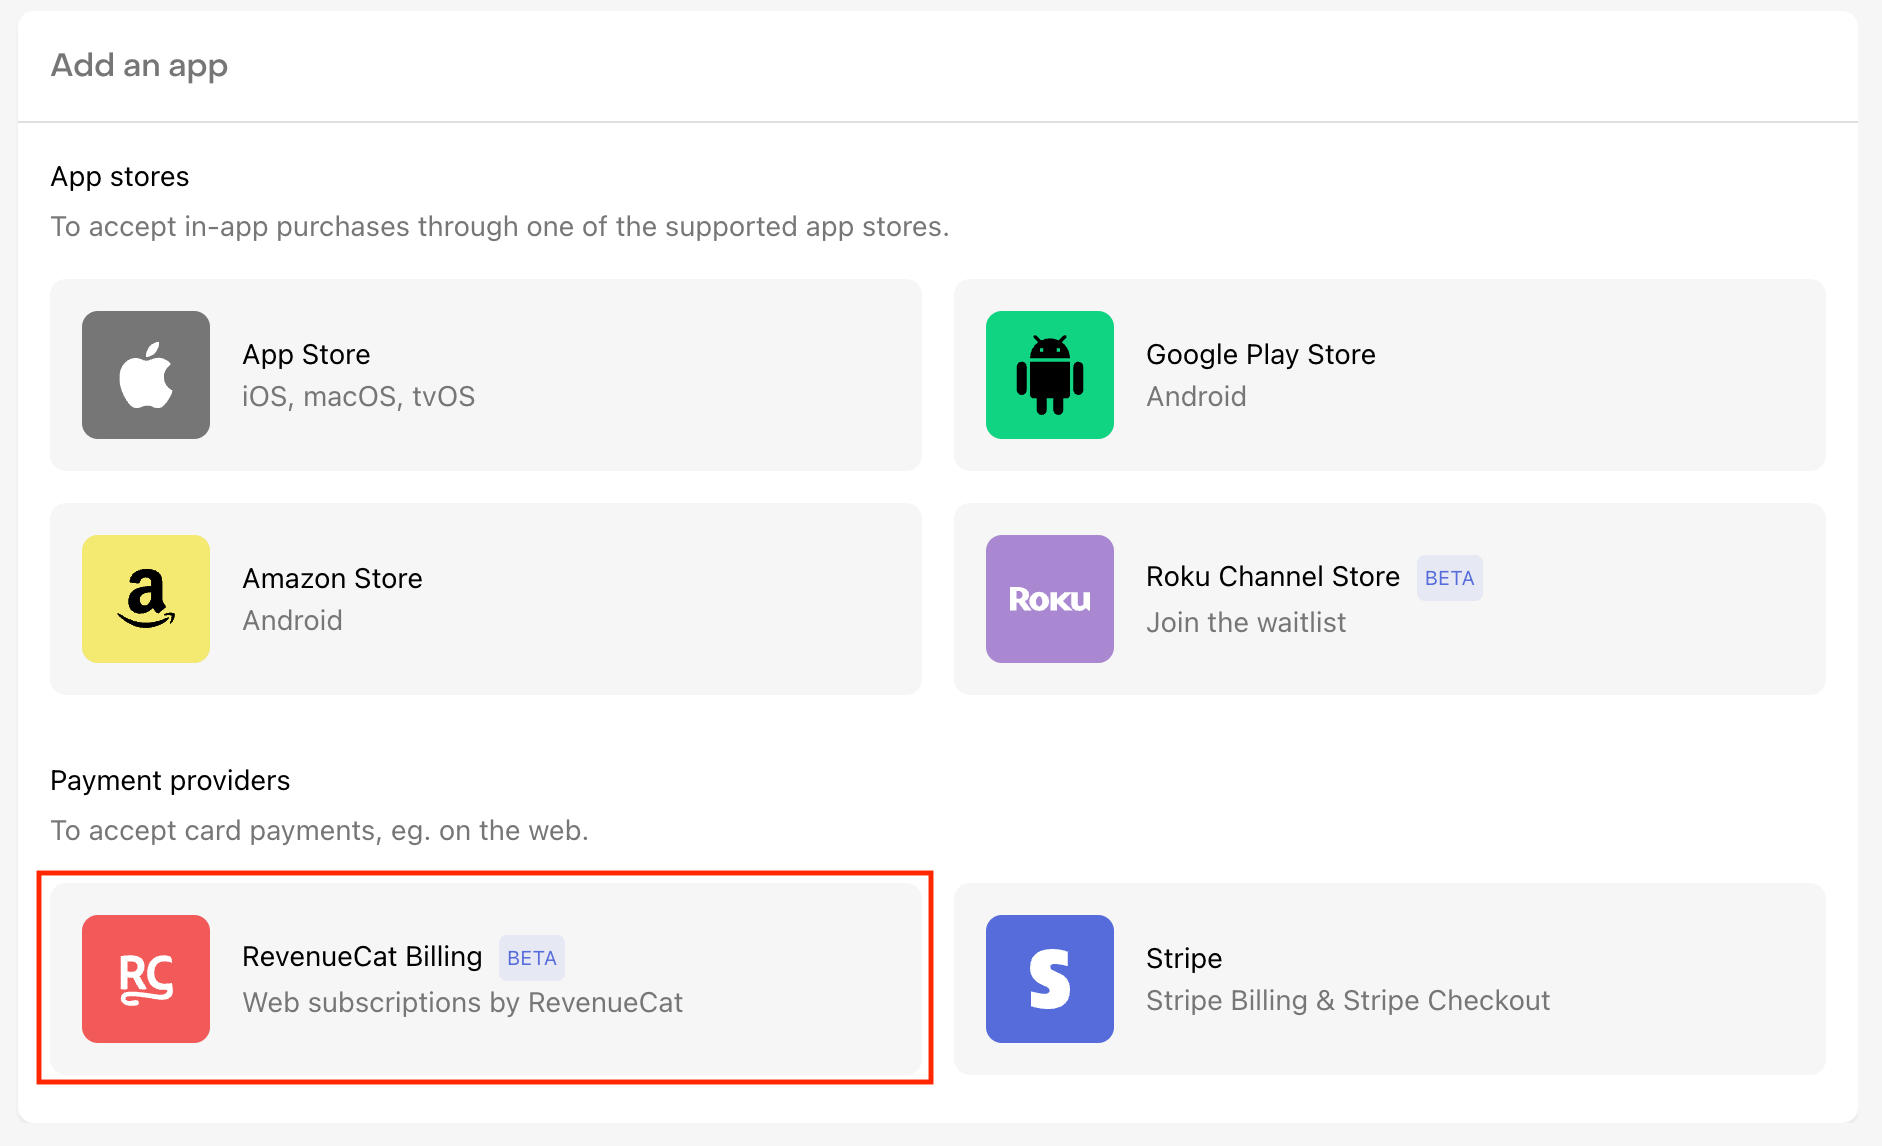 Add an app
App stores
To accept in-app purchases through one of the supported app stores.
App Store
iOS, macOS, tvOS
Google Play Store
Android
a
Amazon Store
Android
Roku
Roku Channel Store BETA
Join the waitlist
Payment providers
To accept card payments, eg. on the web.
RC
RevenueCat Billing BETA
Web subscriptions by RevenueCat
S
Stripe
Stripe Billing & Stripe Checkout